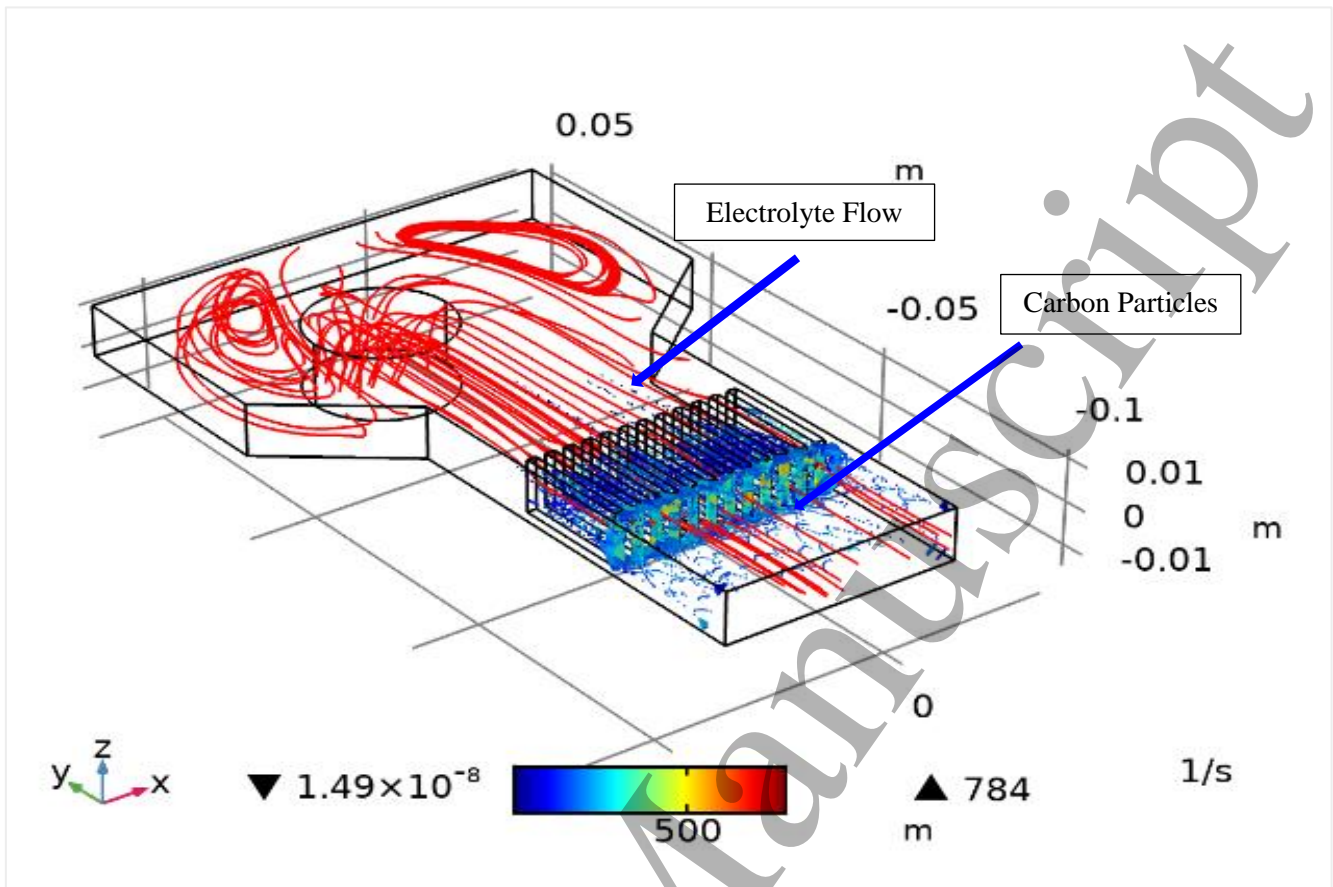 0.05
m
Electrolyte Flow
-0.05
Carbon Particles
-0.1
0.01
0
m
-0.01
0
z
y
x
▼ 1.49×10⁻⁸
500
▲ 784
m
1/s
Manuscript